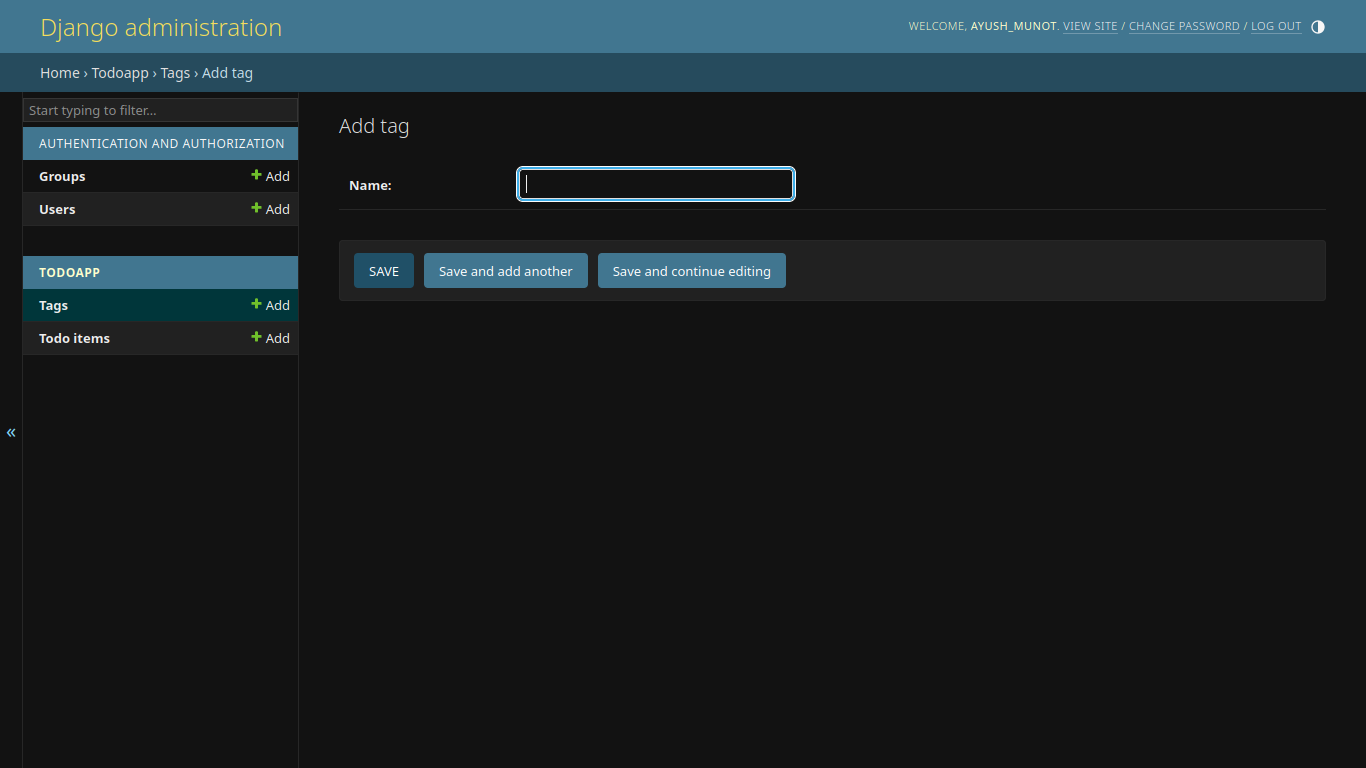 Django administration
WELCOME, AYUSH_MUNOT. VIEW SITE / CHANGE PASSWORD / LOG OUT
Home › Todoapp › Tags › Add tag
Start typing to filter...
AUTHENTICATION AND AUTHORIZATION
Groups + Add
Users + Add
TODOAPP
Tags + Add
Todo items + Add
«
Add tag
Name:
SAVE Save and add another Save and continue editing